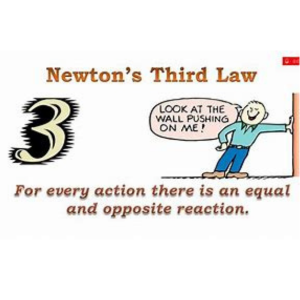 Newton's Third Law
3
LOOK AT THE
WALL PUSHING
ON ME!
For every action there is an equal
and opposite reaction.